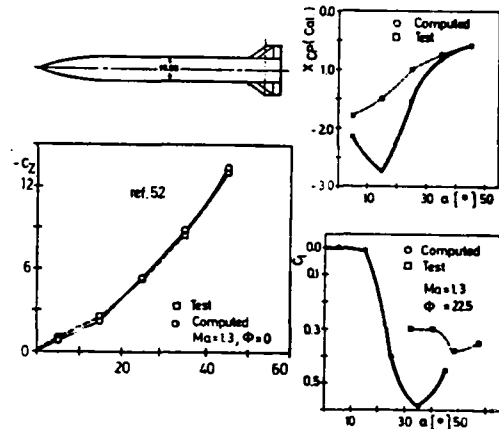 0.0
X CP (Cal.)
-1.0
-2.0
-3.0
10
30
α [°] 50
Computed
Test
-Cz
12
6
0
0
20
40
60
ref. 52
Test
Computed
Ma=1.3, Φ=0
0.0
0.1
0.3
0.5
Computed
Test
Ma=1.3
Φ = 22.5
10
30
α [°] 50